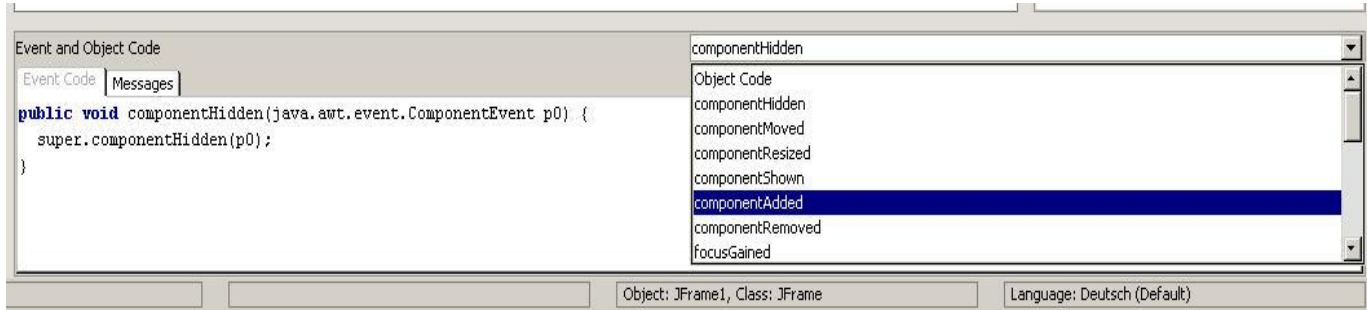 Event and Object Code
componentHidden
Event Code
Messages
public void componentHidden(java.awt.event.ComponentEvent p0) {
super.componentHidden(p0);
}
Object Code
componentHidden
componentMoved
componentResized
componentShown
componentAdded
componentRemoved
focusGained
Object: JFrame1, Class: JFrame
Language: Deutsch (Default)